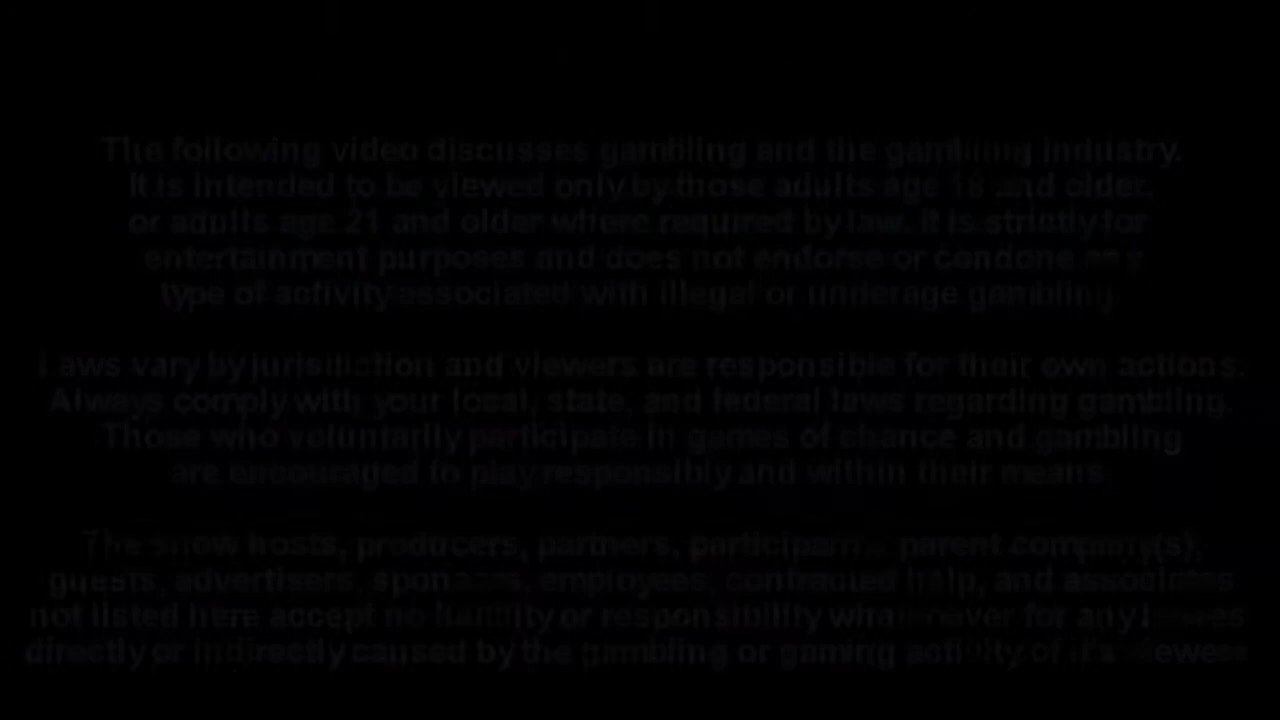 The following video discusses gambling and the gambling industry.
It is intended to be viewed only by those adults age 18 and older,
or adults age 21 and older where required by law. It is strictly for
entertainment purposes and does not endorse or condone any
type of activity associated with illegal or underage gambling.
Laws vary by jurisdiction and viewers are responsible for their own actions.
Always comply with your local, state, and federal laws regarding gambling.
Those who voluntarily participate in games of chance and gambling
are encouraged to play responsibly and within their means.
The show hosts, producers, partners, participants, parent company(s),
guests, advertisers, sponsors, employees, contracted help, and associates
not listed here accept no liability or responsibility whatsoever for any losses
directly or indirectly caused by the gambling or gaming activity of it's viewers